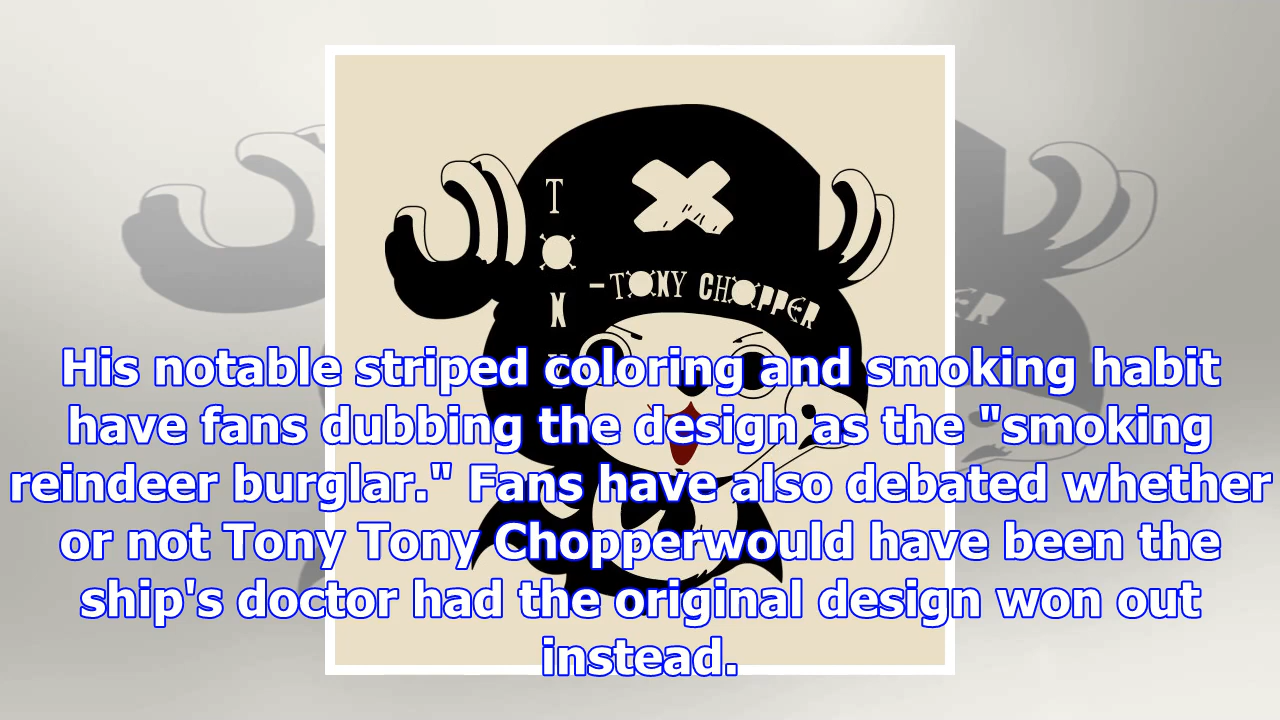 T
O
N
Y
-TONY CHOPPER
ER
His notable striped coloring and smoking habit
have fans dubbing the design as the "smoking
reindeer burglar." Fans have also debated whether
or not Tony Tony Chopperwould have been the
ship's doctor had the original design won out
instead.